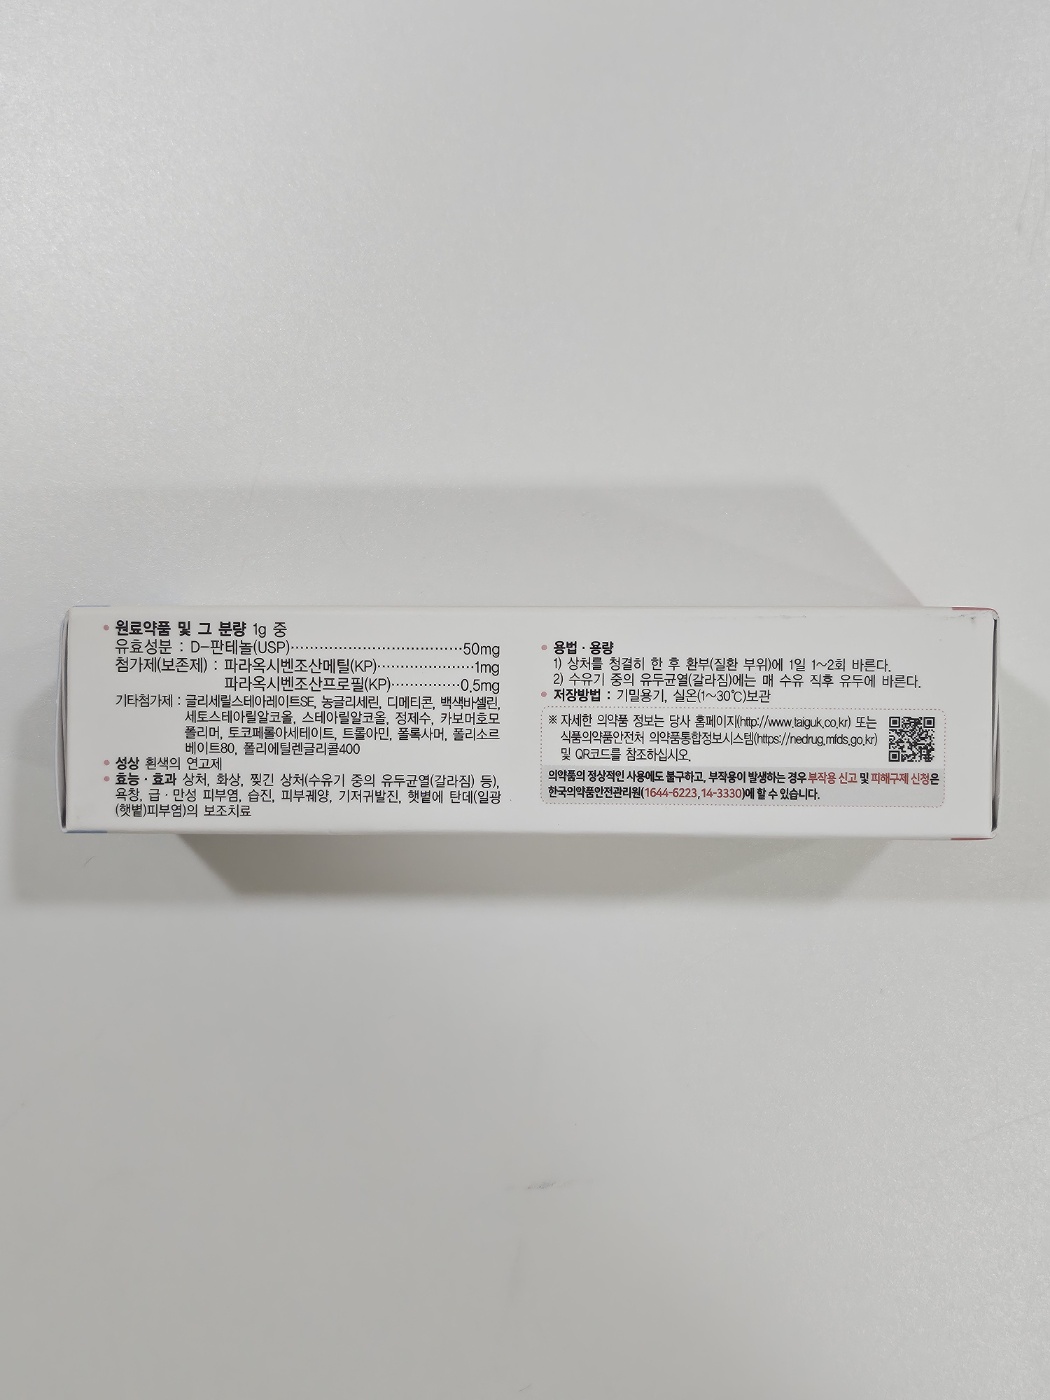 • 원료약품 및 그 분량 1g 중
유효성분 : D-판테놀(USP)································50mg
첨가제(보존제) : 파라옥시벤조산메틸(KP)·················1mg
파라옥시벤조산프로필(KP)·············0.5mg
기타첨가제 : 글리세릴스테아레이트SE, 농글리세린, 디메티콘, 백색바셀린,
세토스테아릴알코올, 스테아릴알코올, 정제수, 카보머호모
폴리머, 토코페롤아세테이트, 트롤아민, 폴록사머, 폴리소르
베이트80, 폴리에틸렌글리콜400
• 성상 흰색의 연고제
• 효능·효과 상처, 화상, 찢긴 상처(수유기 중의 유두균열(갈라짐) 등),
욕창, 급·만성 피부염, 습진, 피부궤양, 기저귀발진, 햇볕에 탄데(일광
(햇볕)피부염)의 보조치료
• 용법·용량
1) 상처를 청결히 한 후 환부(질환 부위)에 1일 1~2회 바른다.
2) 수유기 중의 유두균열(갈라짐)에는 매 수유 직후 유두에 바른다.
• 저장방법 : 기밀용기, 실온(1~30℃)보관
※ 자세한 의약품 정보는 당사 홈페이지(http://www.taiguk.co.kr) 또는
식품의약품안전처 의약품통합정보시스템(https://nedrug.mfds.go.kr)
및 QR코드를 참조하십시오.
의약품의 정상적인 사용에도 불구하고, 부작용이 발생하는 경우 부작용 신고 및 피해구제 신청은
한국의약품안전관리원(1644-6223, 14-3330)에 할 수 있습니다.